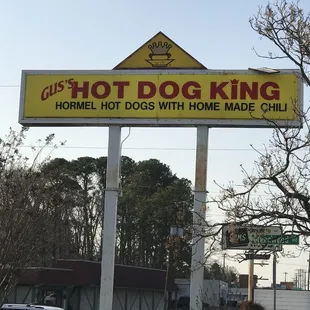 GUS'S HOT DOG KING
HORMEL HOT DOGS WITH HOME MADE CHILI